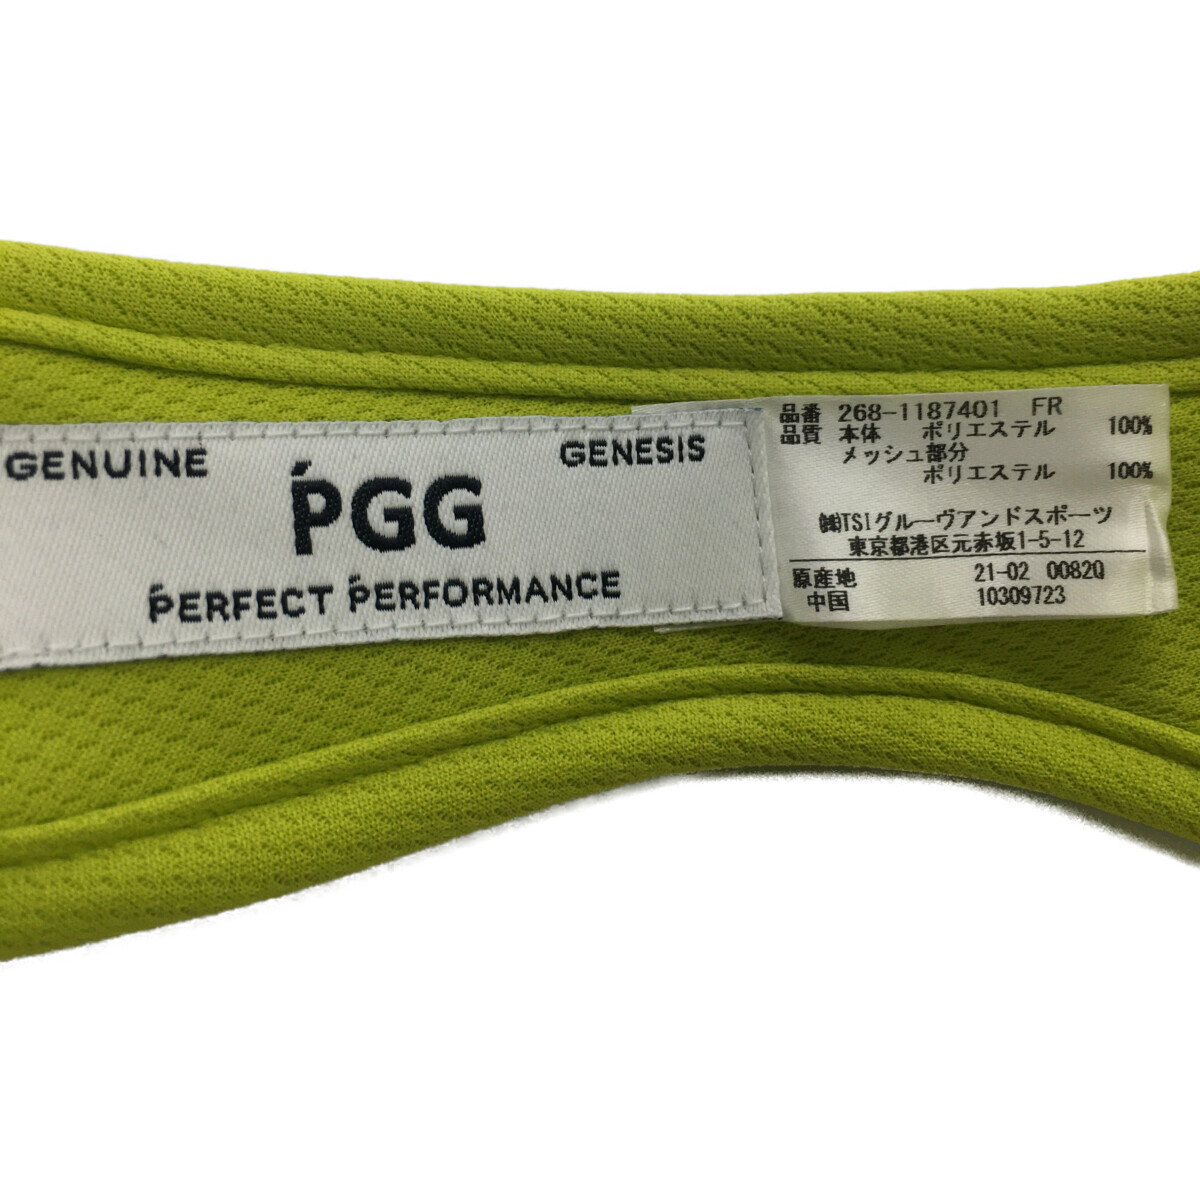 GENUINE GENESIS
PGG
PERFECT PERFORMANCE
品番 268-1187401 FR
品質 本体 ポリエステル 100%
メッシュ部分
ポリエステル 100%
㈱TSIグルーヴアンドスポーツ
東京都港区元赤坂1-5-12
原産地 21-02 0082Q
中国 10309723